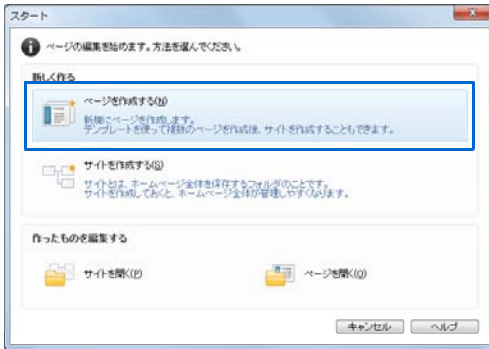 スタート
ページの編集を始めます。方法を選んでください。
新しく作る
ページを作成する(N)
新規にページを作成します。
テンプレートを使って複数のページを作成後、サイトを作成することもできます。
サイトを作成する(S)
サイトとは、ホームページ全体を保存するフォルダのことです。
サイトを作成しておくと、ホームページ全体が管理しやすくなります。
作ったものを編集する
サイトを開く(P)
ページを開く(O)
キャンセル
ヘルプ